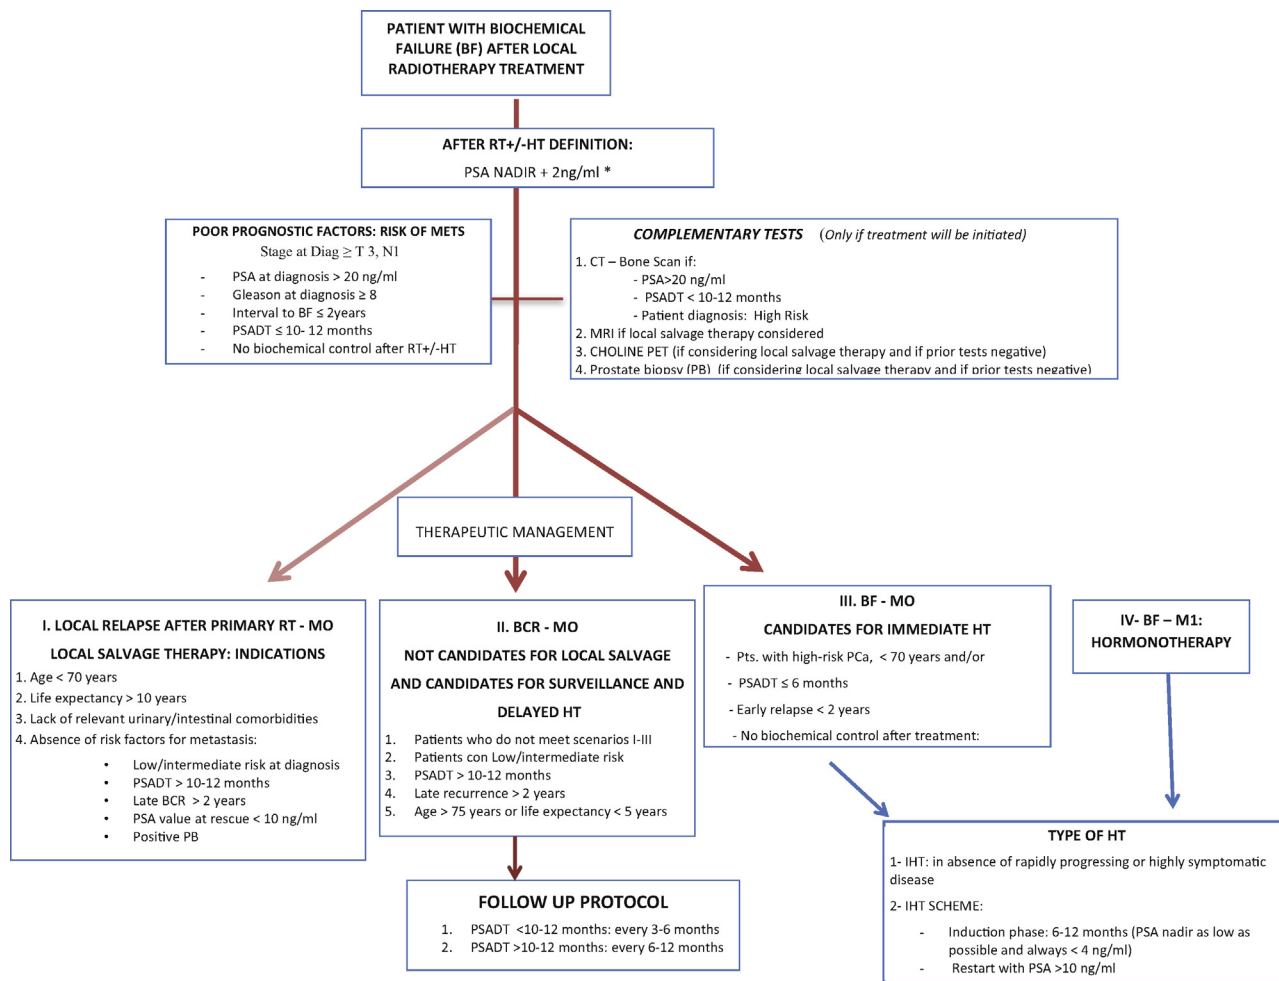 PATIENT WITH BIOCHEMICAL
FAILURE (BF) AFTER LOCAL
RADIOTHERAPY TREATMENT
AFTER RT+/-HT DEFINITION:
PSA NADIR + 2ng/ml *
POOR PROGNOSTIC FACTORS: RISK OF METS
Stage at Diag ≥ T 3, N1
- PSA at diagnosis > 20 ng/ml
- Gleason at diagnosis ≥ 8
- Interval to BF ≤ 2years
- PSADT ≤ 10- 12 months
- No biochemical control after RT+/-HT
COMPLEMENTARY TESTS (Only if treatment will be initiated)
1. CT – Bone Scan if:
- PSA>20 ng/ml
- PSADT < 10-12 months
- Patient diagnosis: High Risk
2. MRI if local salvage therapy considered
3. CHOLINE PET (if considering local salvage therapy and if prior tests negative)
4. Prostate biopsy (PB) (if considering local salvage therapy and if prior tests negative)
THERAPEUTIC MANAGEMENT
I. LOCAL RELAPSE AFTER PRIMARY RT - MO
LOCAL SALVAGE THERAPY: INDICATIONS
1. Age < 70 years
2. Life expectancy > 10 years
3. Lack of relevant urinary/intestinal comorbidities
4. Absence of risk factors for metastasis:
• Low/intermediate risk at diagnosis
• PSADT > 10-12 months
• Late BCR > 2 years
• PSA value at rescue < 10 ng/ml
• Positive PB
II. BCR - MO
NOT CANDIDATES FOR LOCAL SALVAGE
AND CANDIDATES FOR SURVEILLANCE AND
DELAYED HT
1. Patients who do not meet scenarios I-III
2. Patients con Low/intermediate risk
3. PSADT > 10-12 months
4. Late recurrence > 2 years
5. Age > 75 years or life expectancy < 5 years
FOLLOW UP PROTOCOL
1. PSADT <10-12 months: every 3-6 months
2. PSADT >10-12 months: every 6-12 months
III. BF - MO
CANDIDATES FOR IMMEDIATE HT
- Pts. with high-risk PCa, < 70 years and/or
- PSADT ≤ 6 months
- Early relapse < 2 years
- No biochemical control after treatment:
IV- BF – M1:
HORMONOTHERAPY
TYPE OF HT
1- IHT: in absence of rapidly progressing or highly symptomatic
disease
2- IHT SCHEME:
- Induction phase: 6-12 months (PSA nadir as low as
possible and always < 4 ng/ml)
- Restart with PSA >10 ng/ml